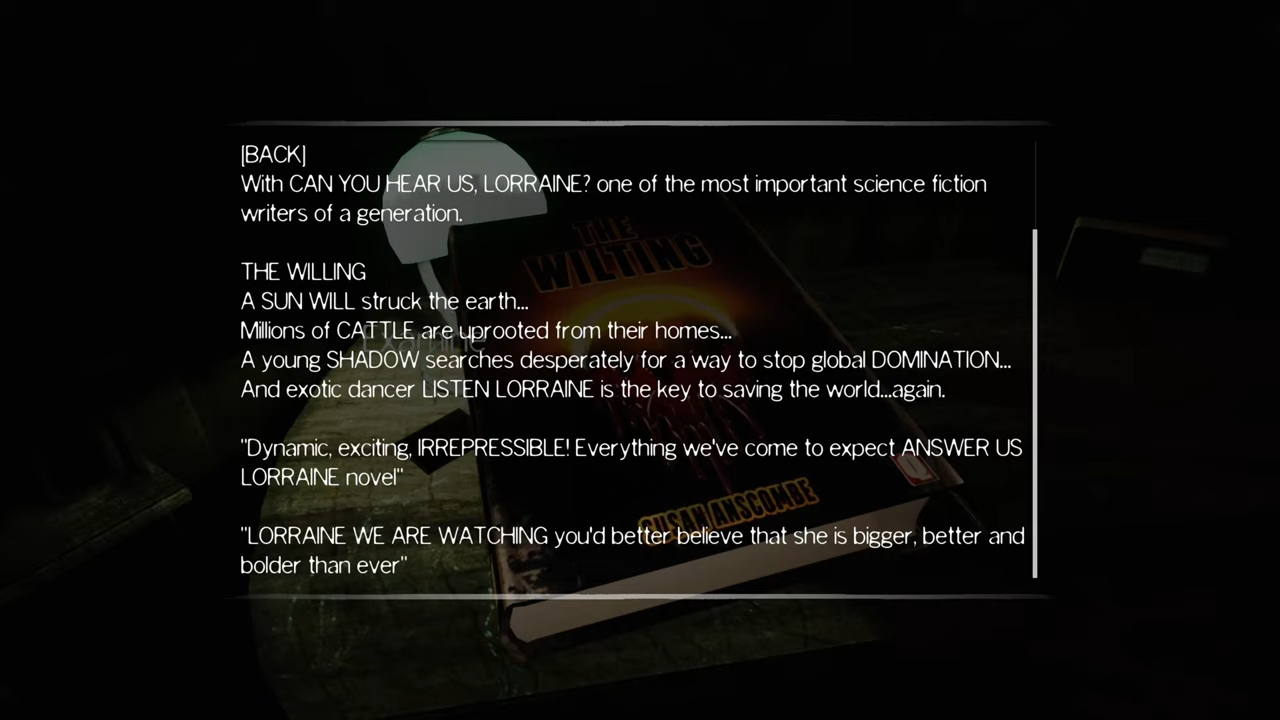 [BACK]
With CAN YOU HEAR US, LORRAINE? one of the most important science fiction
writers of a generation.
THE WILLING
A SUN WILL struck the earth...
Millions of CATTLE are uprooted from their homes...
A young SHADOW searches desperately for a way to stop global DOMINATION...
And exotic dancer LISTEN LORRAINE is the key to saving the world...again.
"Dynamic, exciting, IRREPRESSIBLE! Everything we've come to expect ANSWER US
LORRAINE novel"
"LORRAINE WE ARE WATCHING you'd better believe that she is bigger, better and
bolder than ever"
THE
WILTING
SUSAN ANSCOMBE